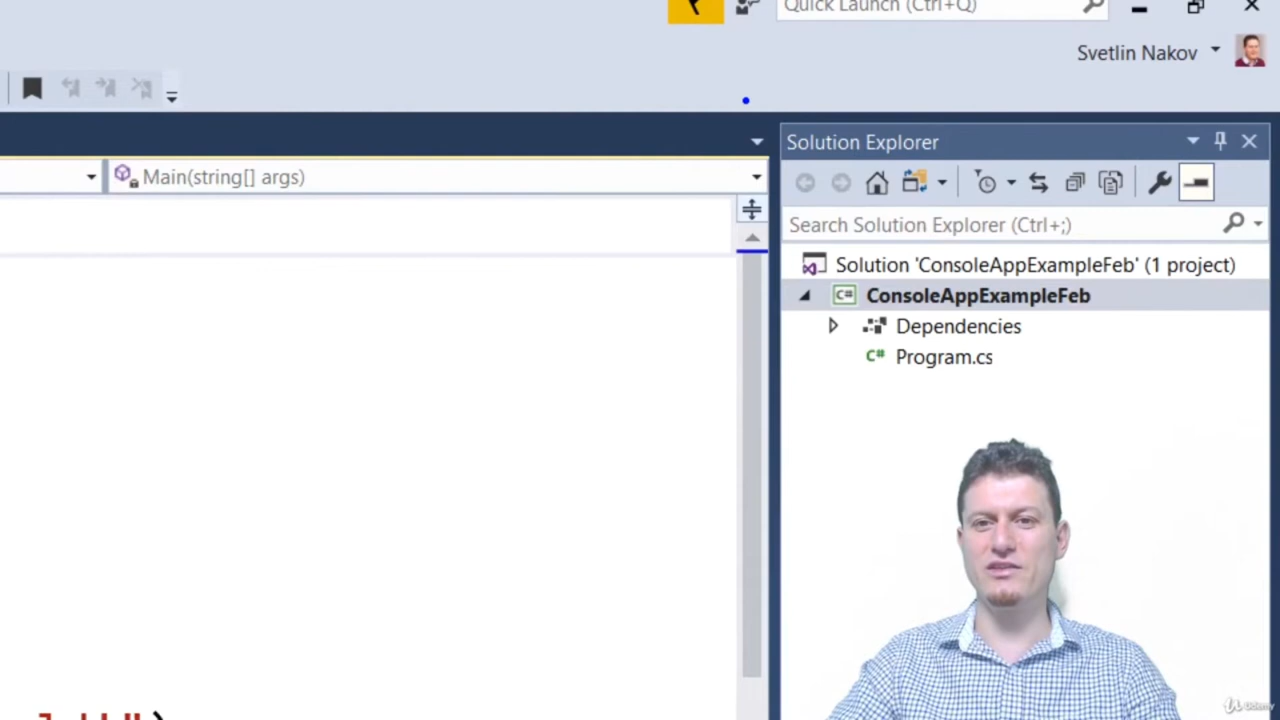 Quick Launch (Ctrl+Q)
Svetlin Nakov
Solution Explorer
Main(string[] args)
Search Solution Explorer (Ctrl+;)
Solution 'ConsoleAppExampleFeb' (1 project)
C# ConsoleAppExampleFeb
Dependencies
C# Program.cs
Udemy